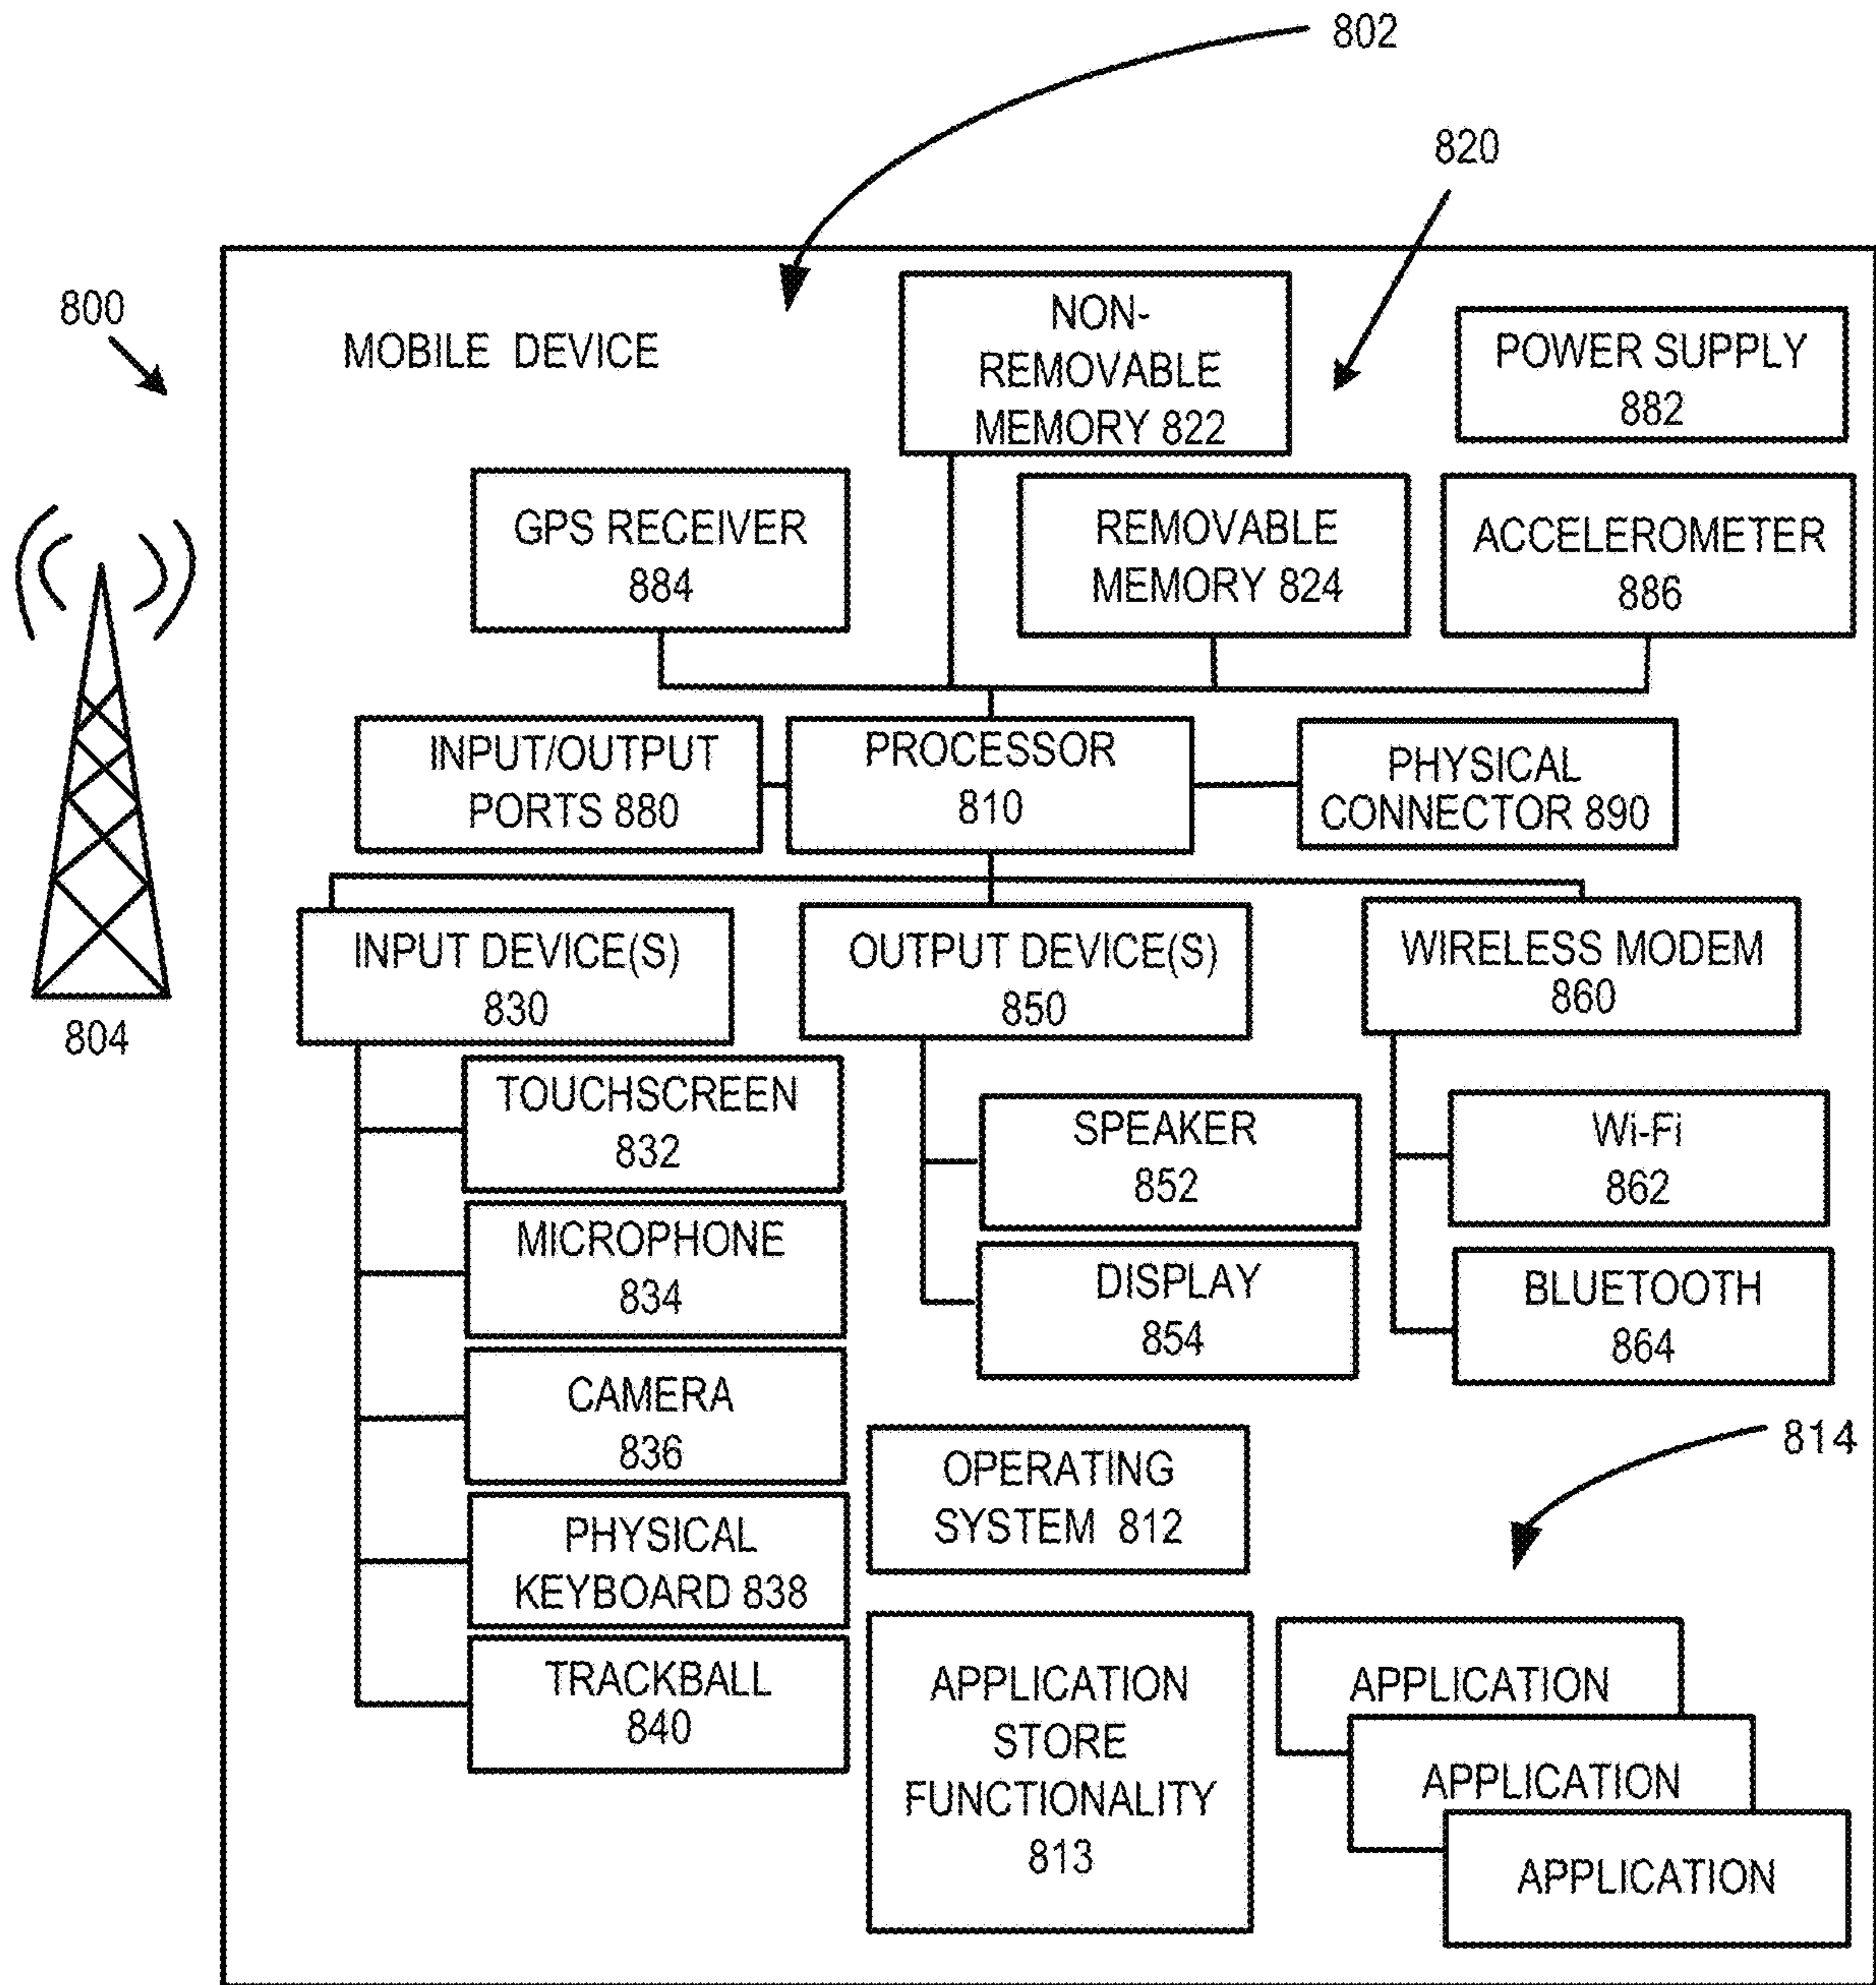 802
820
800
MOBILE DEVICE
NON-
REMOVABLE
MEMORY 822
POWER SUPPLY
882
GPS RECEIVER
884
REMOVABLE
MEMORY 824
ACCELEROMETER
886
INPUT/OUTPUT
PORTS 880
PROCESSOR
810
PHYSICAL
CONNECTOR 890
804
INPUT DEVICE(S)
830
OUTPUT DEVICE(S)
850
WIRELESS MODEM
860
TOUCHSCREEN
832
MICROPHONE
834
CAMERA
836
PHYSICAL
KEYBOARD 838
TRACKBALL
840
SPEAKER
852
DISPLAY
854
Wi-Fi
862
BLUETOOTH
864
OPERATING
SYSTEM 812
APPLICATION
STORE
FUNCTIONALITY
813
814
APPLICATION
APPLICATION
APPLICATION